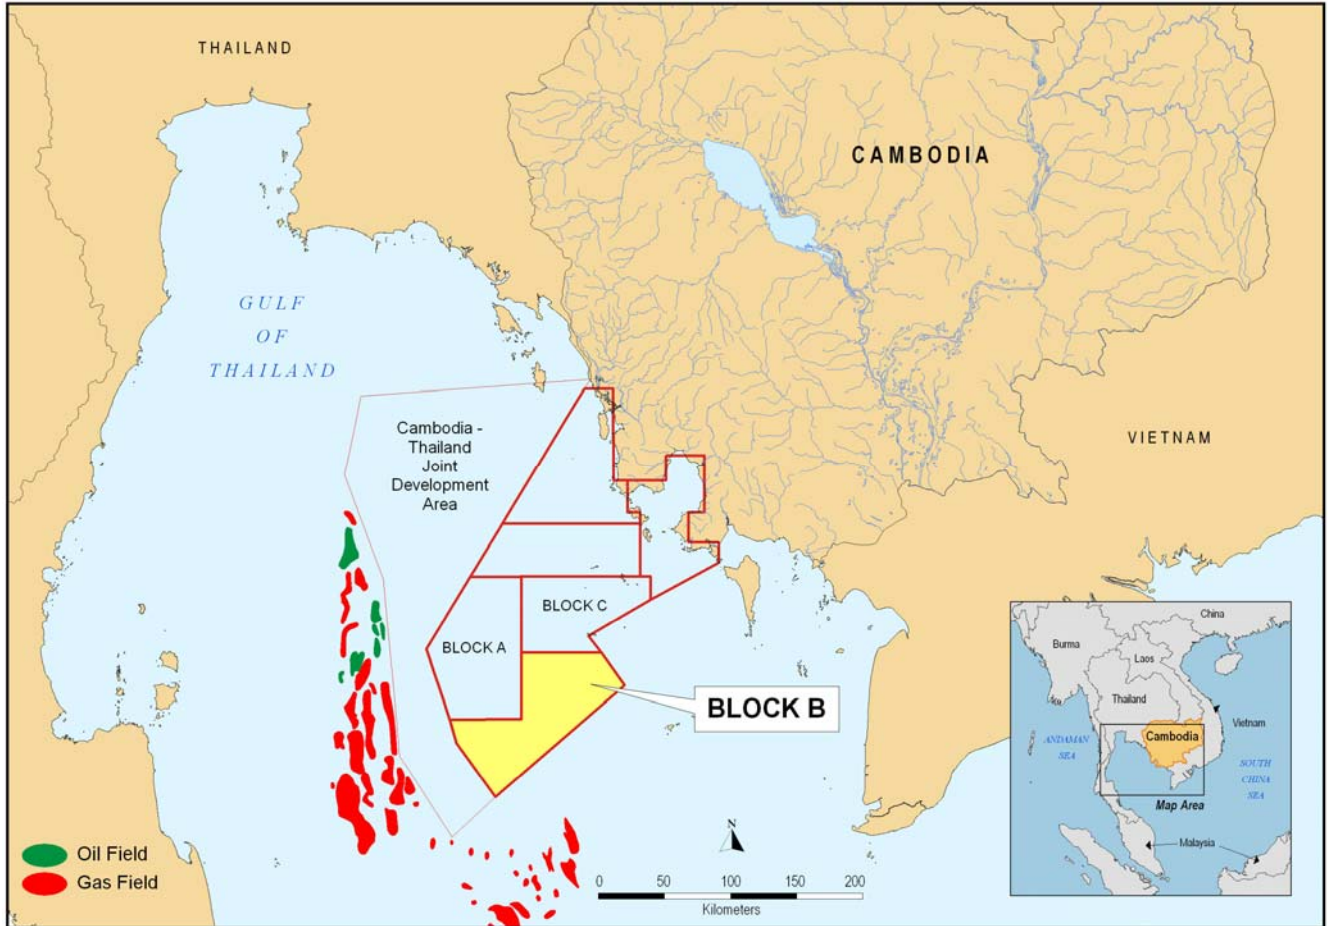 THAILAND
CAMBODIA
GULF
OF
THAILAND
Cambodia -
Thailand
Joint
Development
Area
VIETNAM
BLOCK C
BLOCK A
BLOCK B
Oil Field
Gas Field
N
0 50 100 150 200
Kilometers
China
Burma
Laos
Thailand
Vietnam
Cambodia
ANDAMAN
SEA
SOUTH
CHINA
SEA
Map Area
Malaysia